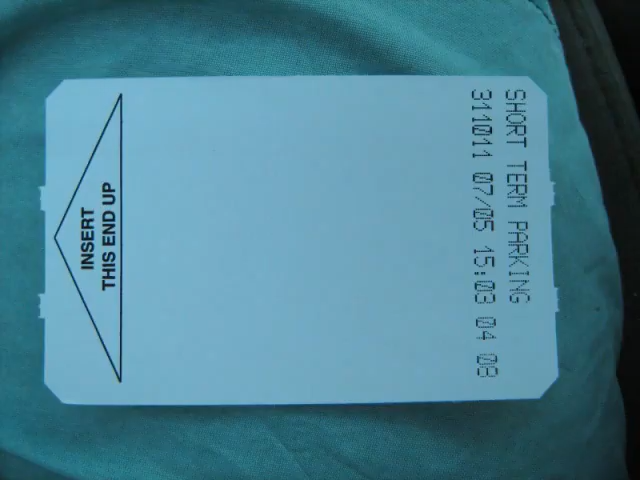 SHORT TERM PARKING
311011 07/05 15:03 04 08
INSERT
THIS END UP